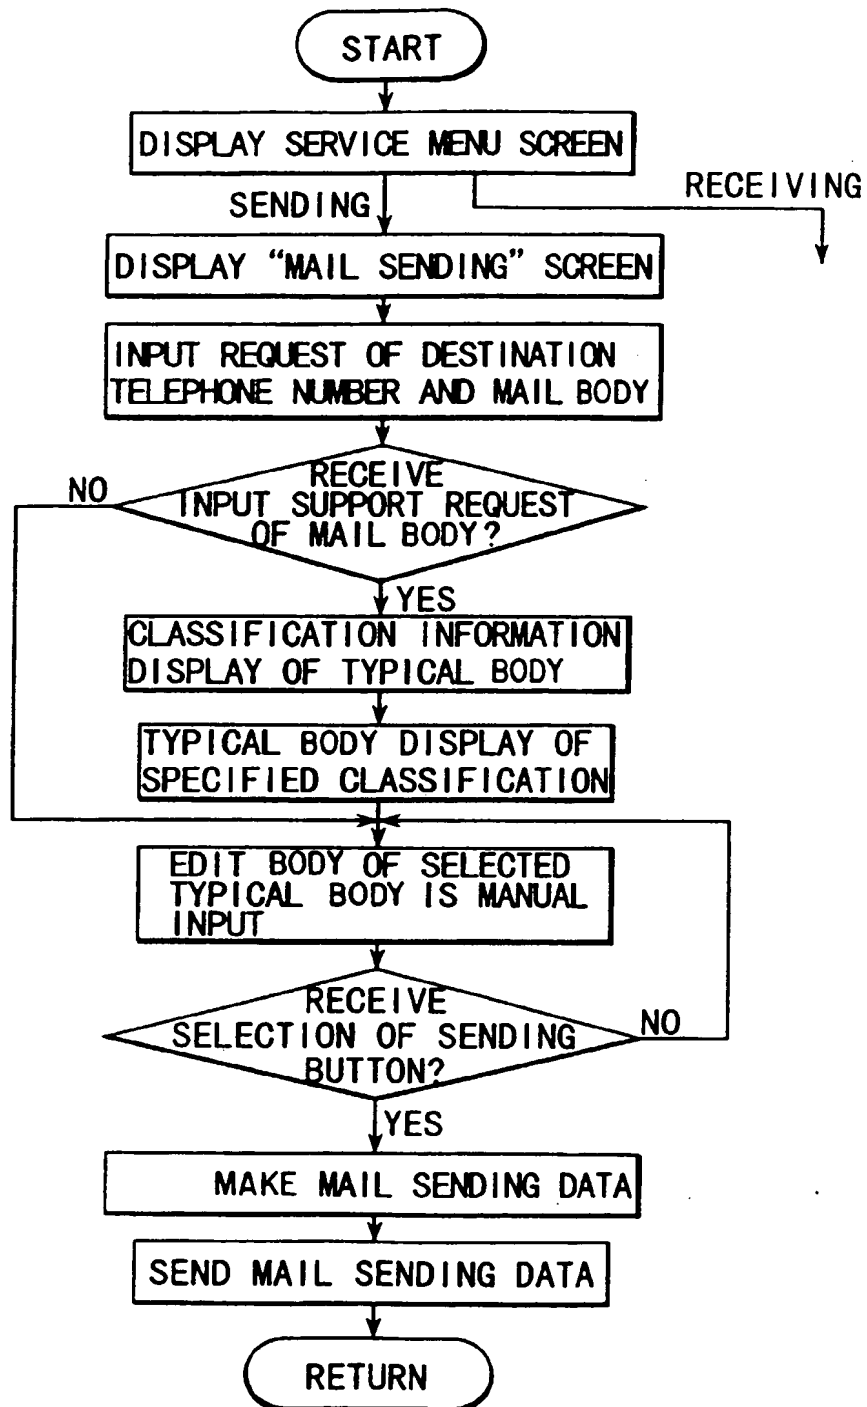 START
DISPLAY SERVICE MENU SCREEN
RECEIVING
SENDING
DISPLAY “MAIL SENDING” SCREEN
INPUT REQUEST OF DESTINATION
TELEPHONE NUMBER AND MAIL BODY
NO
RECEIVE
INPUT SUPPORT REQUEST
OF MAIL BODY?
YES
CLASSIFICATION INFORMATION
DISPLAY OF TYPICAL BODY
TYPICAL BODY DISPLAY OF
SPECIFIED CLASSIFICATION
EDIT BODY OF SELECTED
TYPICAL BODY IS MANUAL
INPUT
RECEIVE
SELECTION OF SENDING
BUTTON?
NO
YES
MAKE MAIL SENDING DATA
SEND MAIL SENDING DATA
RETURN